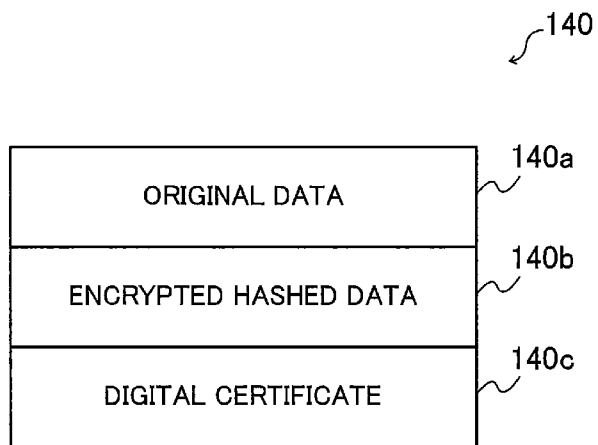 140
140a
ORIGINAL DATA
140b
ENCRYPTED HASHED DATA
140c
DIGITAL CERTIFICATE